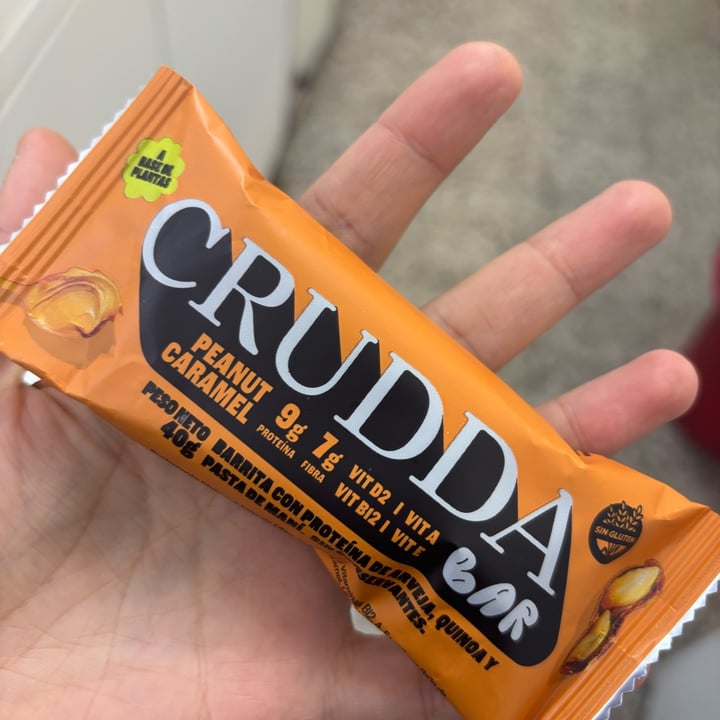 A
BASE DE
PLANTAS
CRUDDA
BAR
PEANUT
CARAMEL
9g
PROTEÍNA
7g
FIBRA
VIT D2 | VIT A
VIT B12 | VIT E
PESO NETO
40g
BARRITA CON PROTEÍNA DE ARVEJA, QUINOA Y
PASTA DE MANÍ.
SERVANTES.
SIN GLUTEN